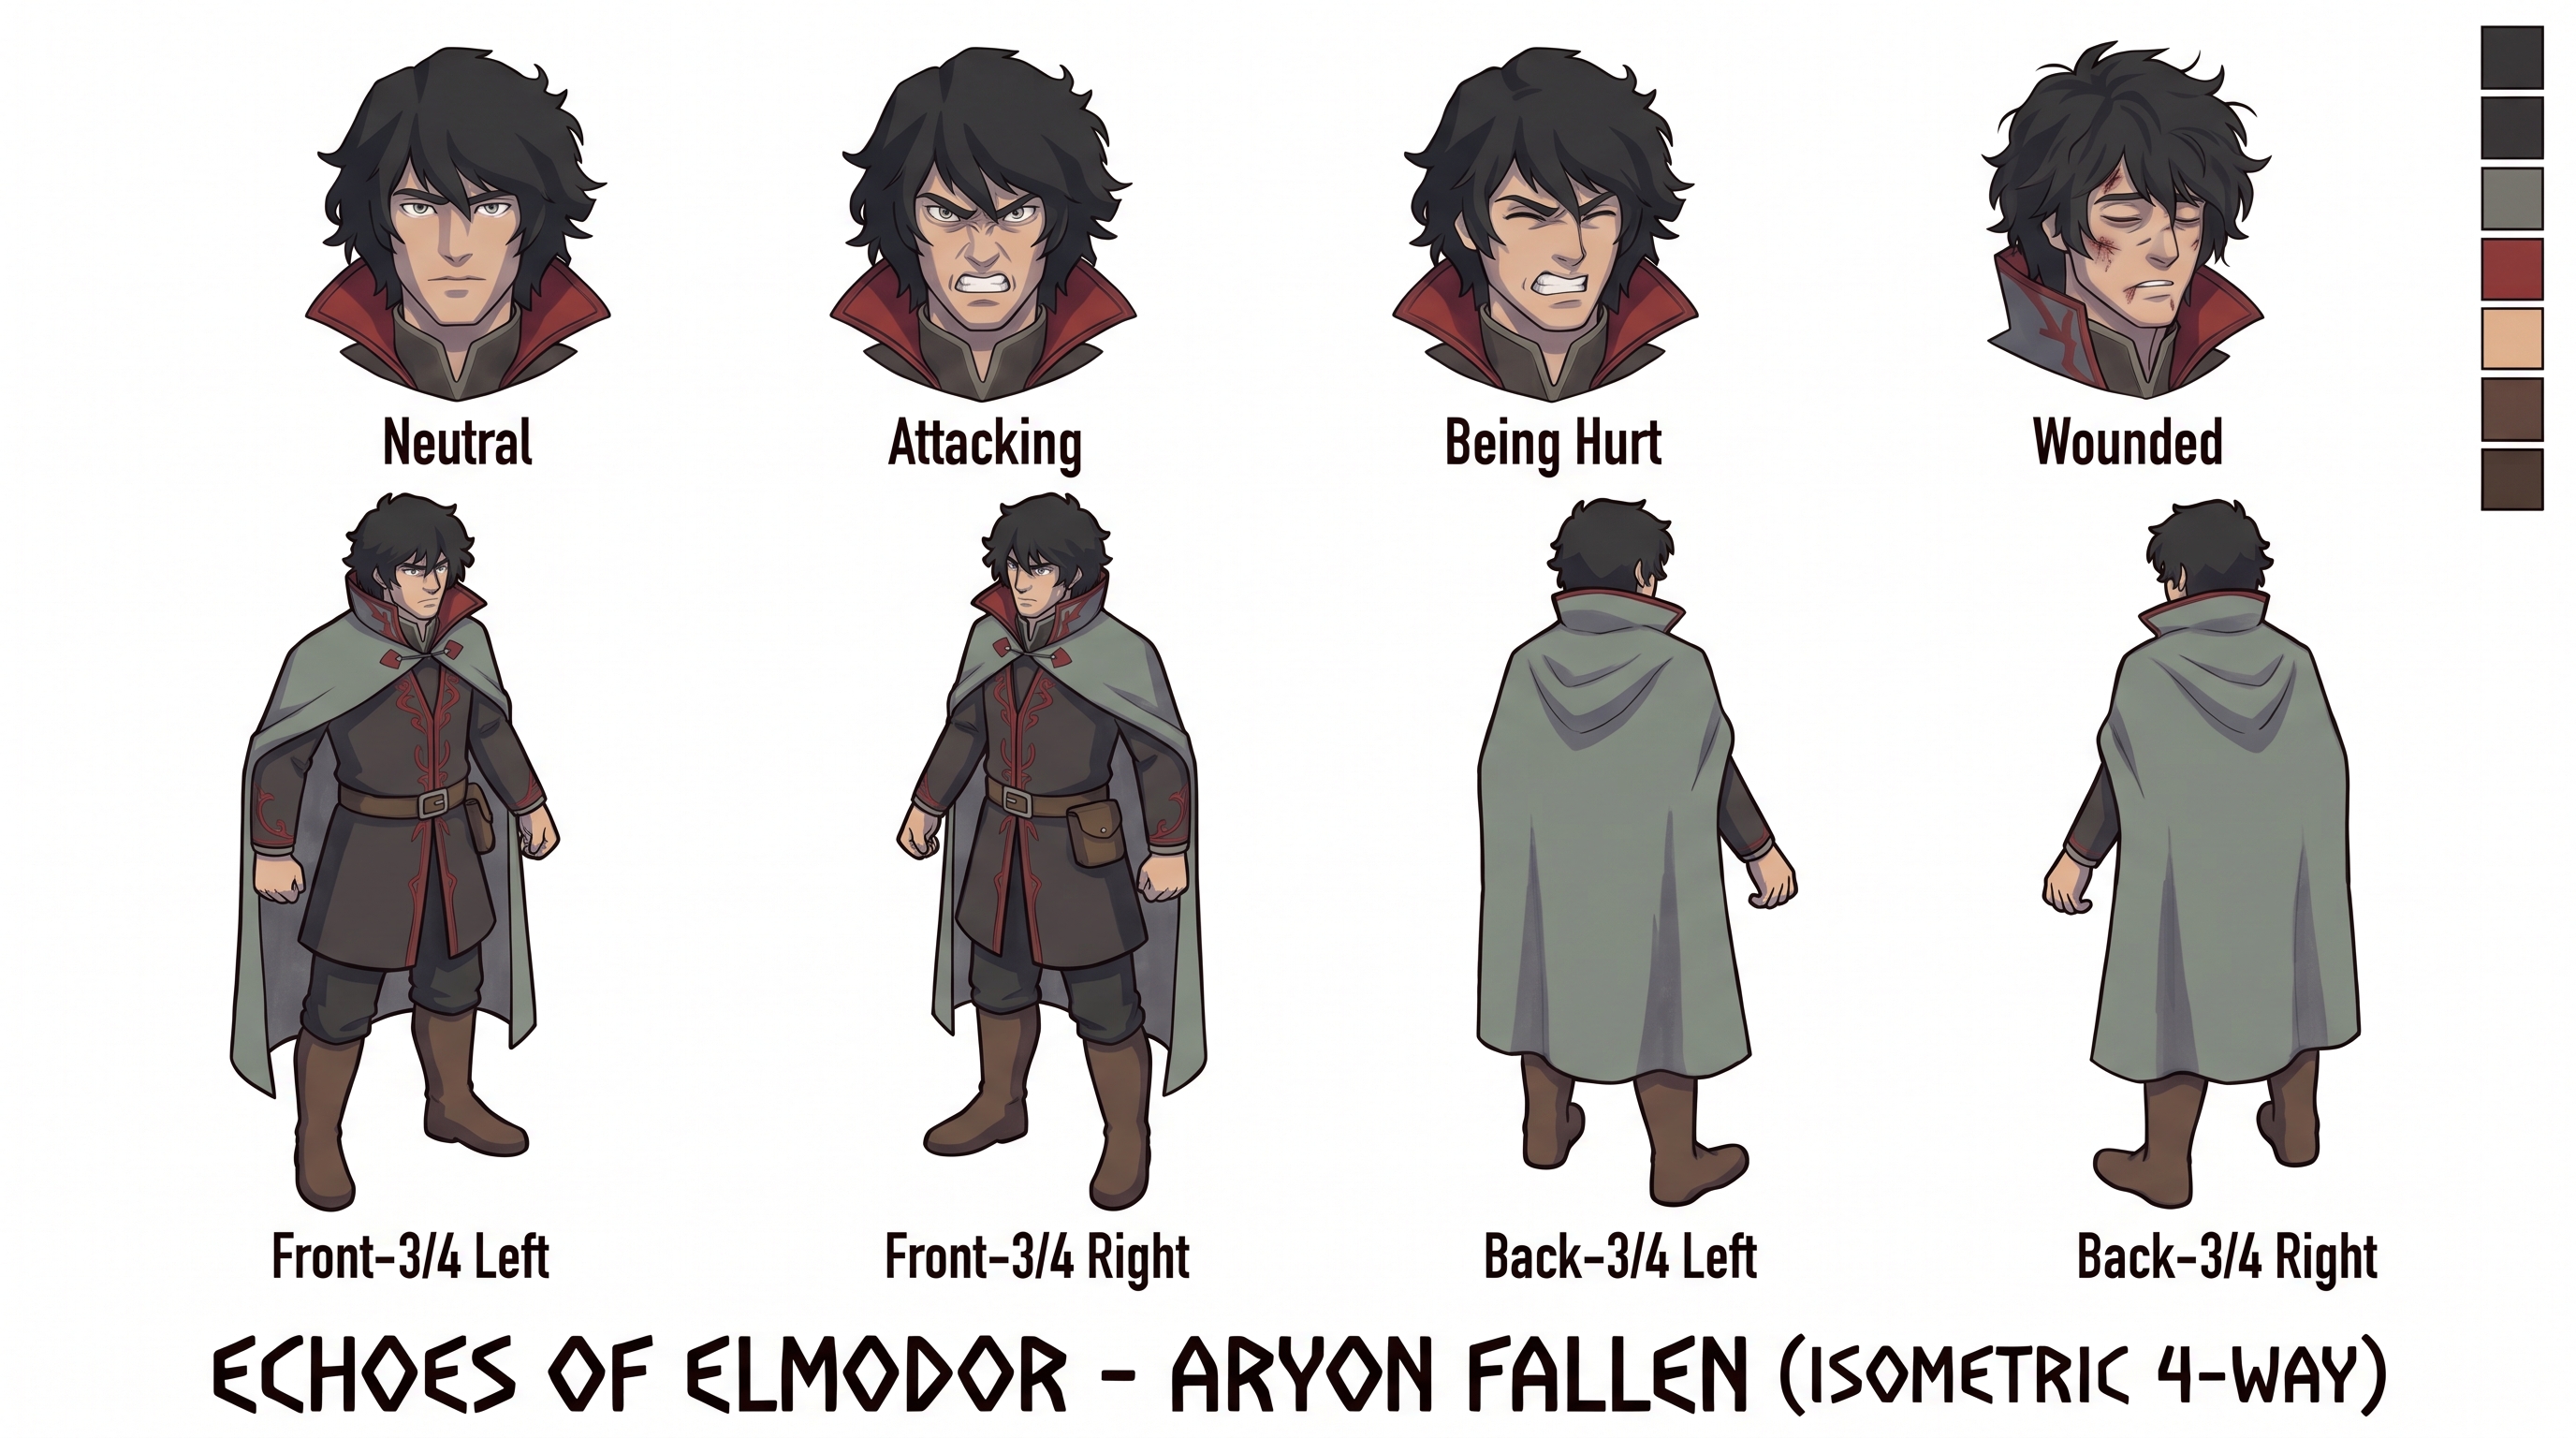 Neutral
Attacking
Being Hurt
Wounded
Front-3/4 Left
Front-3/4 Right
Back-3/4 Left
Back-3/4 Right
ECHOES OF ELMODOR - ARYON FALLEN (ISOMETRIC 4-WAY)